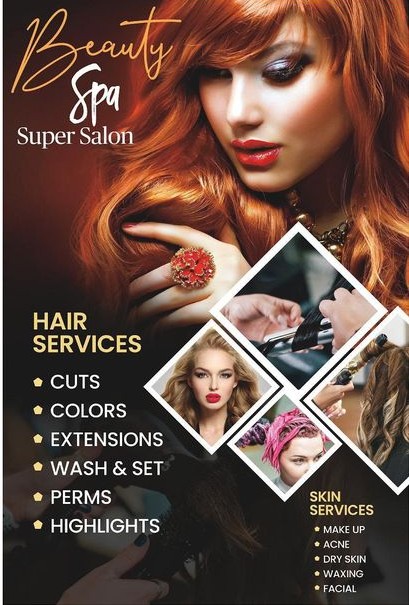 Beauty
Spa
Super Salon
HAIR
SERVICES
CUTS
COLORS
EXTENSIONS
WASH & SET
PERMS
HIGHLIGHTS
SKIN
SERVICES
MAKE UP
ACNE
DRY SKIN
WAXING
FACIAL